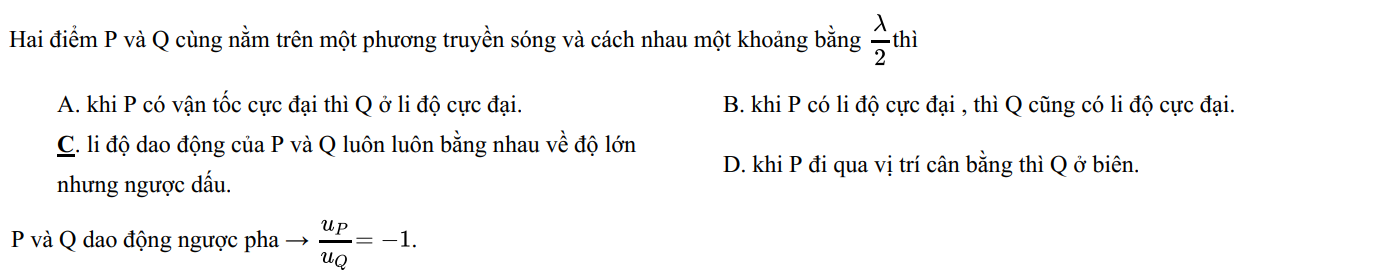 Hai điểm P và Q cùng nằm trên một phương truyền sóng và cách nhau một khoảng bằng λ/2 thì
A. khi P có vận tốc cực đại thì Q ở li độ cực đại.
B. khi P có li độ cực đại , thì Q cũng có li độ cực đại.
C. li độ dao động của P và Q luôn luôn bằng nhau về độ lớn
nhưng ngược dấu.
D. khi P đi qua vị trí cân bằng thì Q ở biên.
P và Q dao động ngược pha → u_P/u_Q = −1.